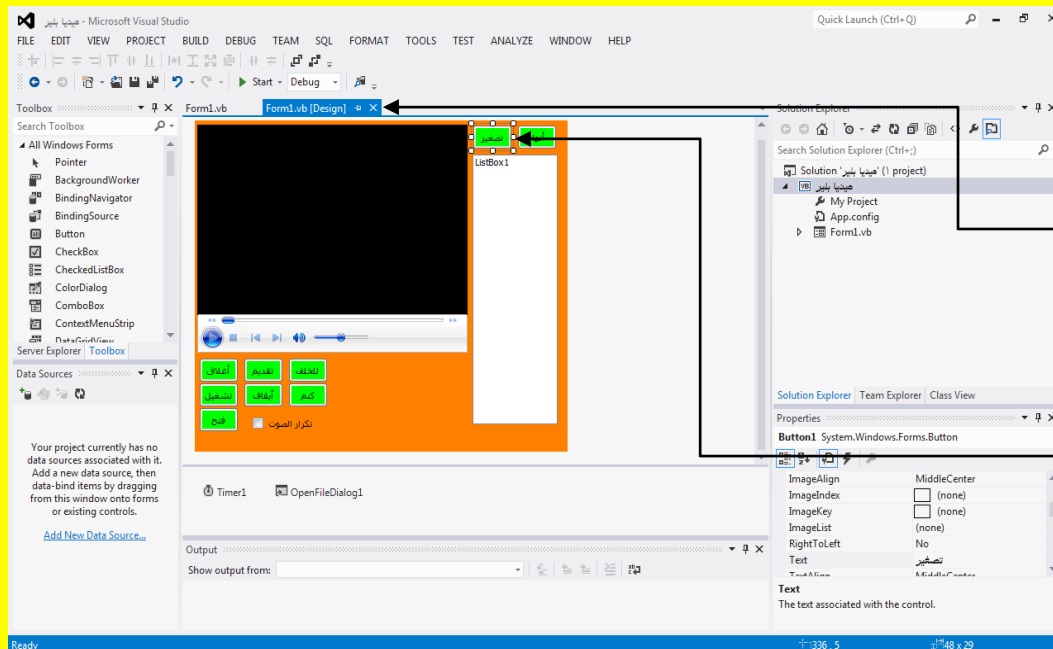 ميديا بلير - Microsoft Visual Studio
Quick Launch (Ctrl+Q)
FILE EDIT VIEW PROJECT BUILD DEBUG TEAM SQL FORMAT TOOLS TEST ANALYZE WINDOW HELP
Start Debug
Toolbox
Search Toolbox
All Windows Forms
Pointer
BackgroundWorker
BindingNavigator
BindingSource
Button
CheckBox
CheckedListBox
ColorDialog
ComboBox
ContextMenuStrip
DataGridView
Server Explorer Toolbox
Data Sources
Your project currently has no
data sources associated with it.
Add a new data source, then
data-bind items by dragging
from this window onto forms
or existing controls.
Add New Data Source...
Form1.vb Form1.vb [Design]
تصغير
ListBox1
أغلاق تقديم للخلف
تشغيل أيقاف كتم
فتح تكرار الصوت
Timer1 OpenFileDialog1
Output
Show output from:
Solution Explorer
Search Solution Explorer (Ctrl+;)
Solution 'ميديا بلير' (١ project)
ميديا بلير
My Project
App.config
Form1.vb
Solution Explorer Team Explorer Class View
Properties
Button1 System.Windows.Forms.Button
ImageAlign MiddleCenter
ImageIndex (none)
ImageKey (none)
ImageList (none)
RightToLeft No
Text تصغير
TextAlign MiddleCenter
Text
The text associated with the control.
Ready 336 , 5 48 x 29